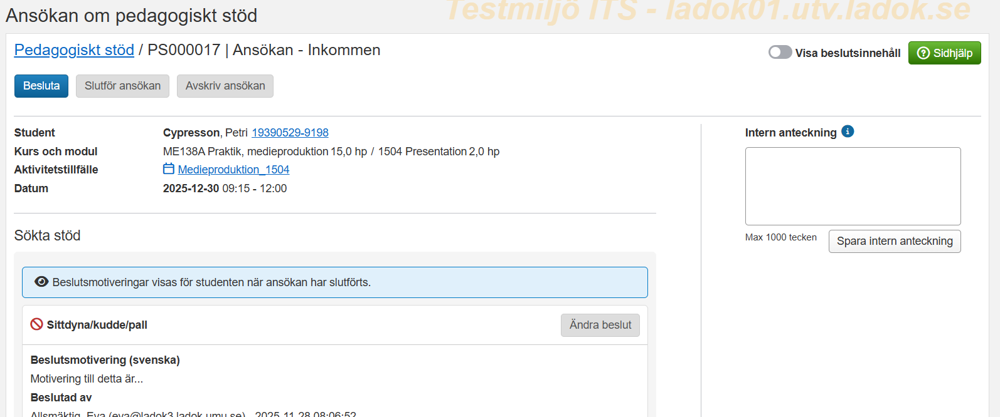 Testmiljö ITS - ladok01.utv.ladok.se
Ansökan om pedagogiskt stöd
Pedagogiskt stöd / PS000017 | Ansökan - Inkommen
Visa beslutsinnehåll
Sidhjälp
Besluta
Slutför ansökan
Avskriv ansökan
Student
Cypresson, Petri 19390529-9198
Kurs och modul
ME138A Praktik, medieproduktion 15,0 hp / 1504 Presentation 2,0 hp
Aktivitetstillfälle
Medieproduktion_1504
Datum
2025-12-30 09:15 - 12:00
Intern anteckning
Max 1000 tecken
Spara intern anteckning
Sökta stöd
Beslutsmotiveringar visas för studenten när ansökan har slutförts.
Sittdyna/kudde/pall
Ändra beslut
Beslutsmotivering (svenska)
Motivering till detta är...
Beslutad av
Allsmäktig, Eva (eva@ladok3.ladok.umu.se) - 2025-11-28 08:06:52